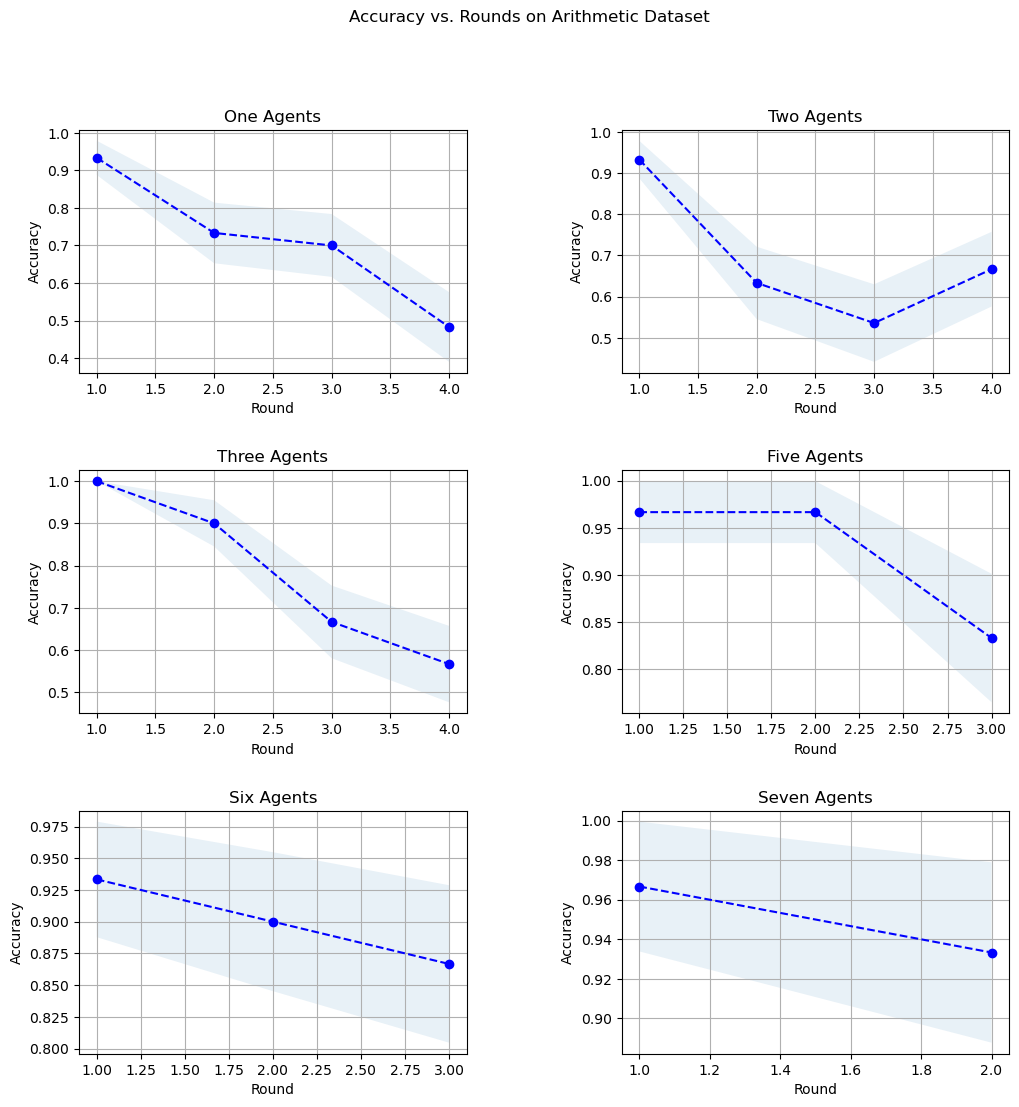 Accuracy vs. Rounds on Arithmetic Dataset
One Agents
1.0
0.9
0.8
0.7
0.6
0.5
0.4
Accuracy
1.0 1.5 2.0 2.5 3.0 3.5 4.0
Round
Two Agents
1.0
0.9
0.8
0.7
0.6
0.5
Accuracy
1.0 1.5 2.0 2.5 3.0 3.5 4.0
Round
Three Agents
1.0
0.9
0.8
0.7
0.6
0.5
Accuracy
1.0 1.5 2.0 2.5 3.0 3.5 4.0
Round
Five Agents
1.00
0.95
0.90
0.85
0.80
Accuracy
1.00 1.25 1.50 1.75 2.00 2.25 2.50 2.75 3.00
Round
Six Agents
0.975
0.950
0.925
0.900
0.875
0.850
0.825
0.800
Accuracy
1.00 1.25 1.50 1.75 2.00 2.25 2.50 2.75 3.00
Round
Seven Agents
1.00
0.98
0.96
0.94
0.92
0.90
Accuracy
1.0 1.2 1.4 1.6 1.8 2.0
Round